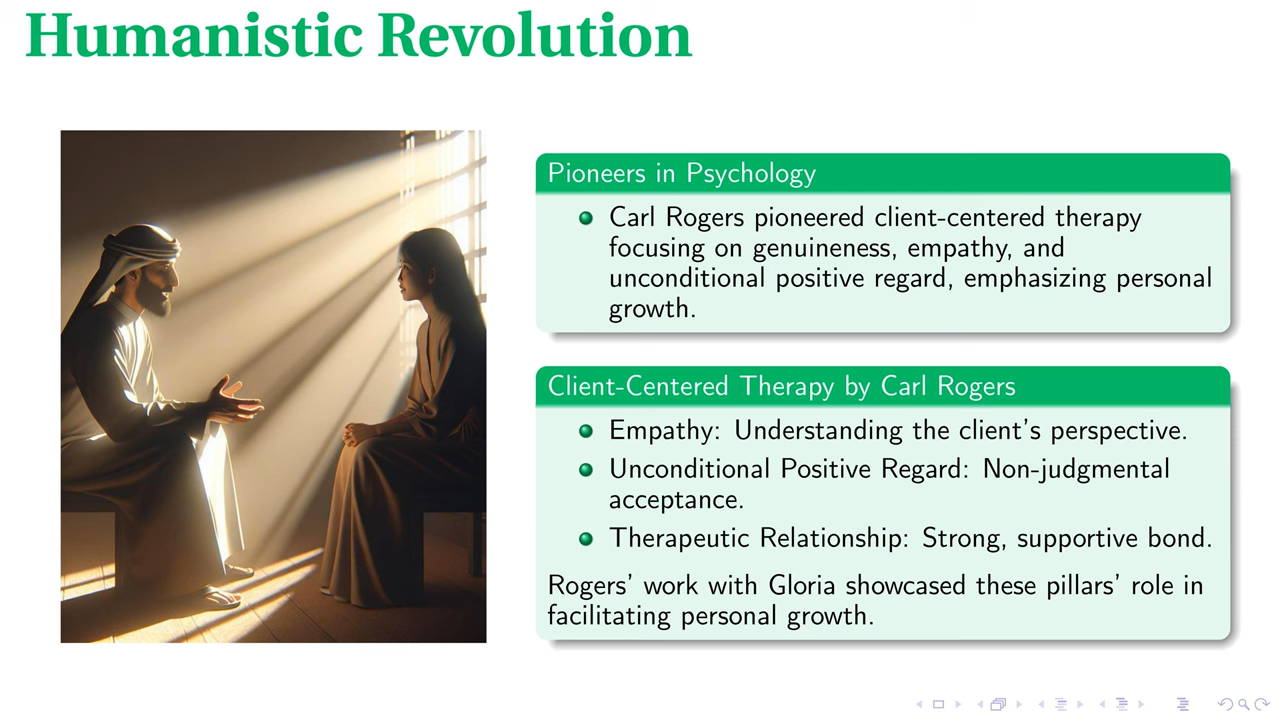 Humanistic Revolution
Pioneers in Psychology
Carl Rogers pioneered client-centered therapy
focusing on genuineness, empathy, and
unconditional positive regard, emphasizing personal
growth.
Client-Centered Therapy by Carl Rogers
Empathy: Understanding the client's perspective.
Unconditional Positive Regard: Non-judgmental
acceptance.
Therapeutic Relationship: Strong, supportive bond.
Rogers' work with Gloria showcased these pillars' role in
facilitating personal growth.